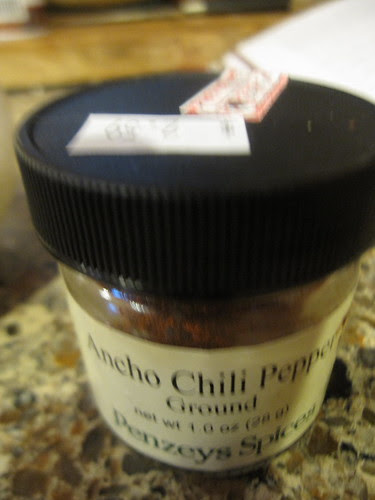 Ancho Chili Pepper
Ground
net wt 1.0 oz (28 g)
Penzeys Spices